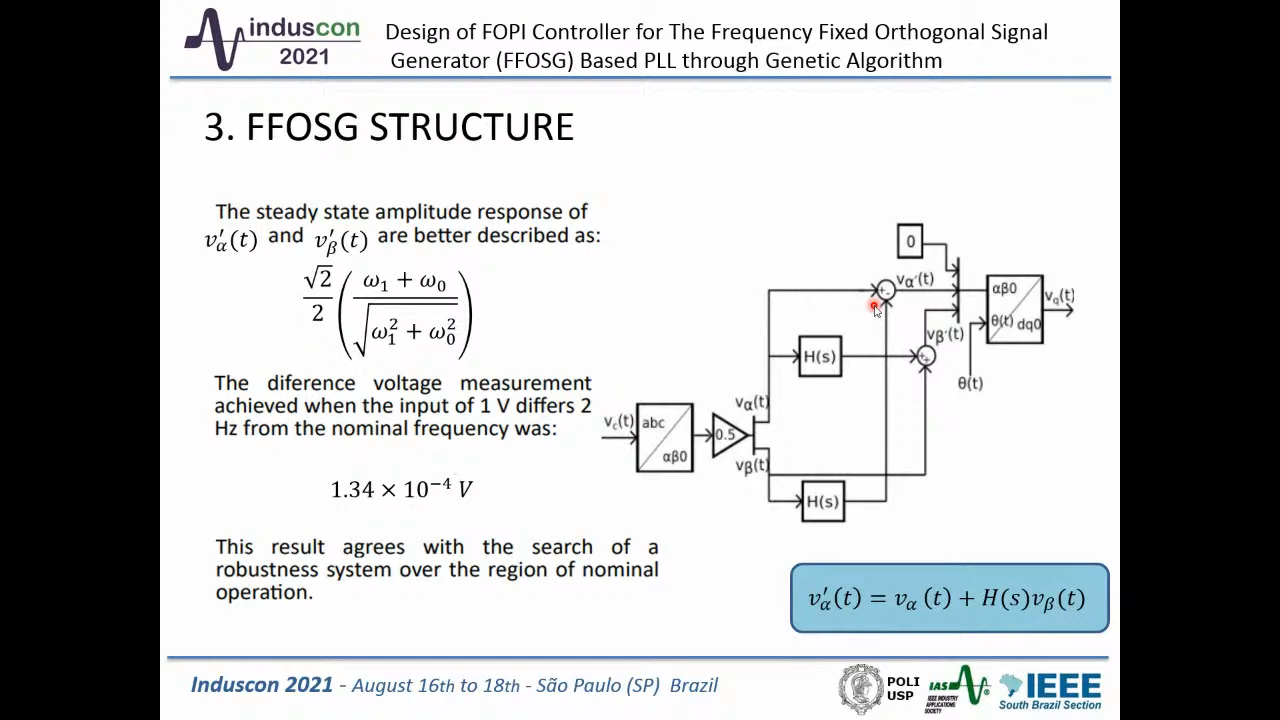 induscon
2021
Design of FOPI Controller for The Frequency Fixed Orthogonal Signal
Generator (FFOSG) Based PLL through Genetic Algorithm
3. FFOSG STRUCTURE
The steady state amplitude response of
v′α(t) and v′β(t) are better described as:
√2/2 ( (ω₁ + ω₀) / √(ω₁² + ω₀²) )
The diference voltage measurement
achieved when the input of 1 V differs 2
Hz from the nominal frequency was:
1.34 × 10⁻⁴ V
This result agrees with the search of a
robustness system over the region of nominal
operation.
0
vα′(t)
αβ0
vq(t)
θ(t)
dq0
vβ′(t)
H(s)
θ(t)
vα(t)
vc(t)
abc
0.5
αβ0
vβ(t)
H(s)
v′α(t) = vα (t) + H(s)vβ(t)
Induscon 2021 - August 16th to 18th - São Paulo (SP) Brazil
POLI
USP
IAS
IEEE INDUSTRY
APPLICATIONS
SOCIETY
IEEE
South Brazil Section